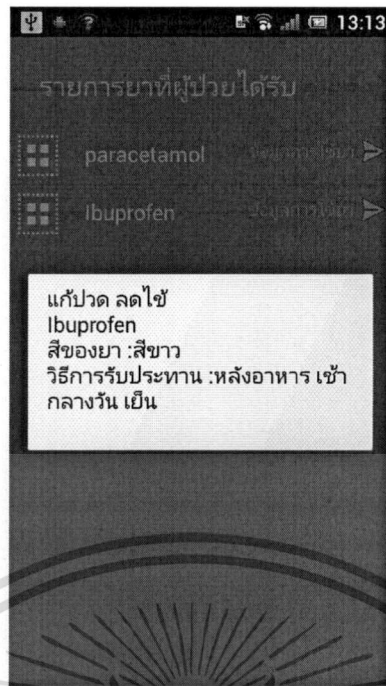 13:13
รายการยาที่ผู้ป่วยได้รับ
paracetamol
Ibuprofen
แก้ปวด ลดไข้
Ibuprofen
สีของยา :สีขาว
วิธีการรับประทาน :หลังอาหาร เช้า
กลางวัน เย็น